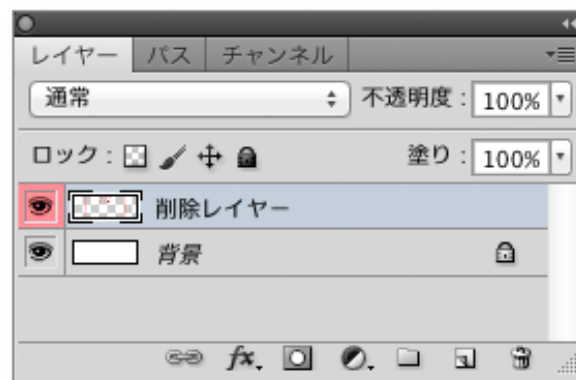 レイヤー パス チャンネル
通常 不透明度 : 100%
ロック : 塗り : 100%
削除レイヤー
背景
fx.